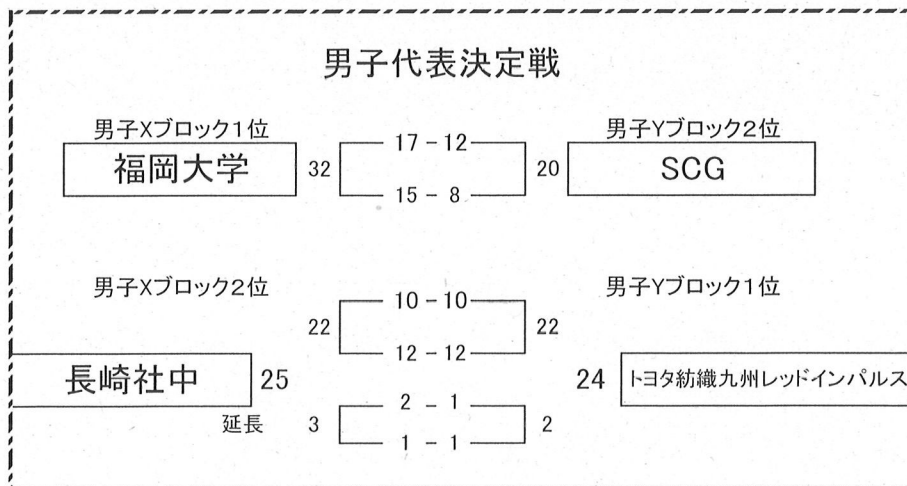 男子代表決定戦
男子Xブロック1位 男子Yブロック2位
福岡大学 32 17 - 12 20 SCG
15 - 8
男子Xブロック2位 男子Yブロック1位
22 10 - 10 22
12 - 12
長崎社中 25 24 トヨタ紡織九州レッドインパルス
延長 3 2 - 1 2
1 - 1